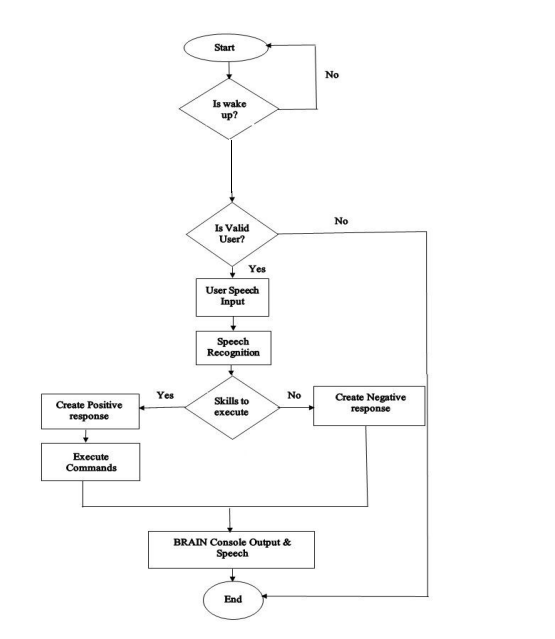 Start
No
Is wake
up?
No
Is Valid
User?
Yes
User Speech
Input
Speech
Recognition
Yes
Skills to
execute
No
Create Positive
response
Create Negative
response
Execute
Commands
BRAIN Console Output &
Speech
End